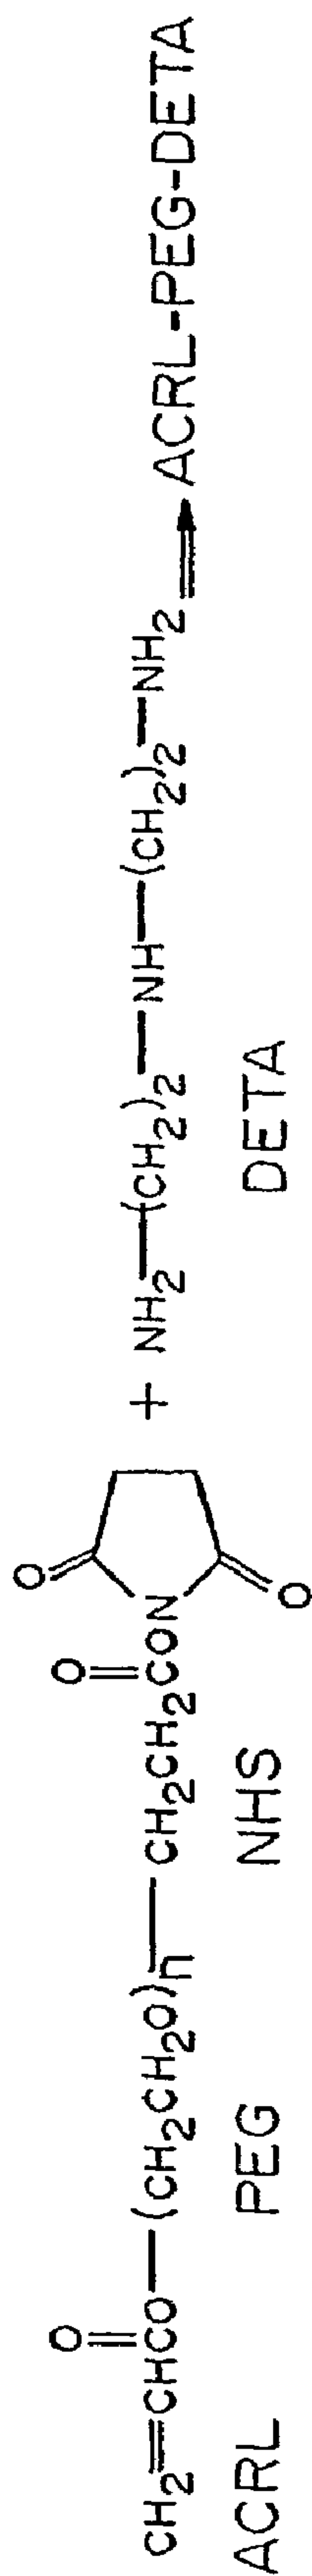 CH2=CHCO-(CH2CH2O)n-CH2CH2CON + NH2-(CH2)2-NH-(CH2)2-NH2 → ACRL-PEG-DETA
O O O O
ACRL PEG NHS DETA